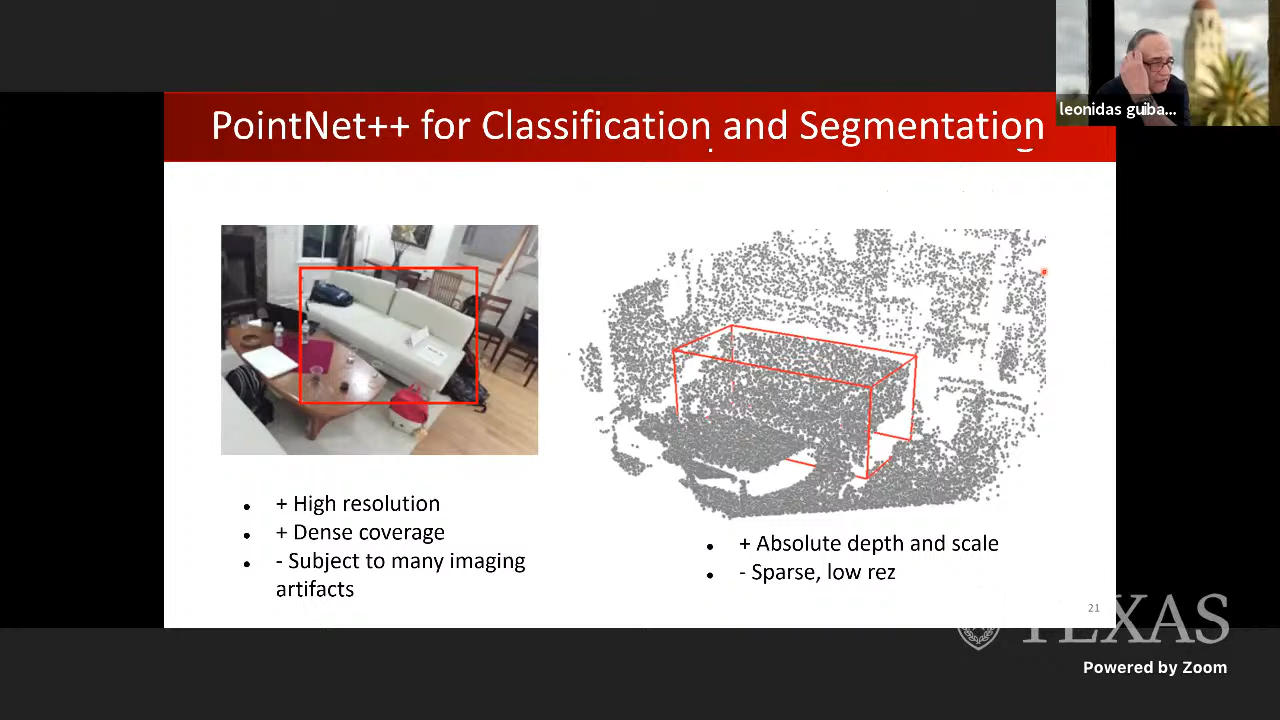 leonidas guiba...
PointNet++ for Classification and Segmentation
• + High resolution
• + Dense coverage
• - Subject to many imaging
artifacts
• + Absolute depth and scale
• - Sparse, low rez
21
TEXAS
Powered by Zoom